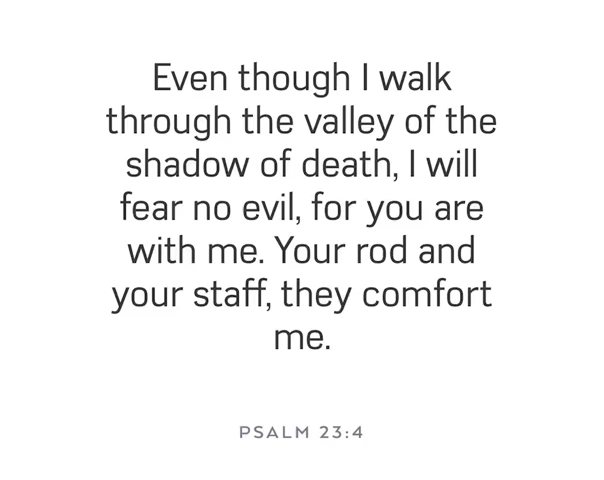 Even though I walk
through the valley of the
shadow of death, I will
fear no evil, for you are
with me. Your rod and
your staff, they comfort
me.
PSALM 23:4